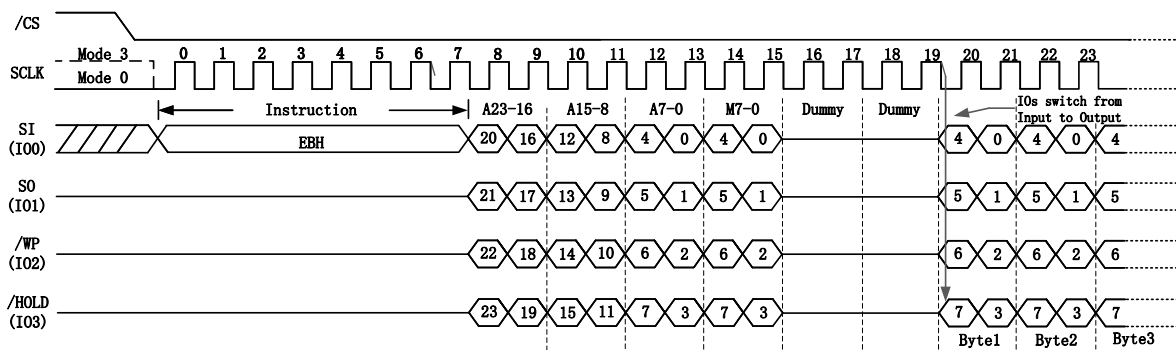 /CS
Mode 3
0 1 2 3 4 5 6 7 8 9 10 11 12 13 14 15 16 17 18 19 20 21 22 23
SCLK
Mode 0
Instruction A23-16 A15-8 A7-0 M7-0 Dummy Dummy
IOs switch from
Input to Output
SI
(IO0)
EBH 20 16 12 8 4 0 4 0 4 0 4 0 4
SO
(IO1)
21 17 13 9 5 1 5 1 5 1 5 1 5
/WP
(IO2)
22 18 14 10 6 2 6 2 6 2 6 2 6
/HOLD
(IO3)
23 19 15 11 7 3 7 3 7 3 7 3 7
Byte1 Byte2 Byte3